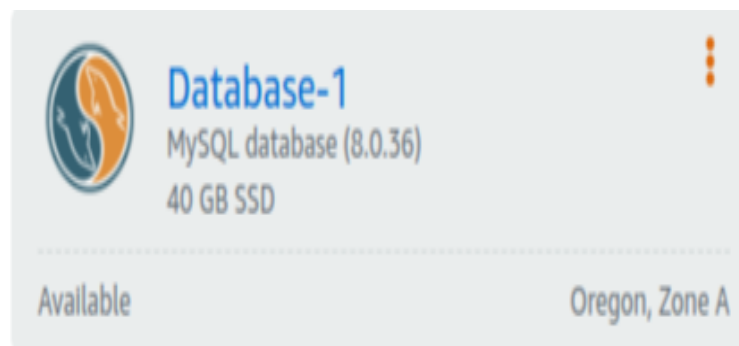 Database-1
MySQL database (8.0.36)
40 GB SSD
Available
Oregon, Zone A